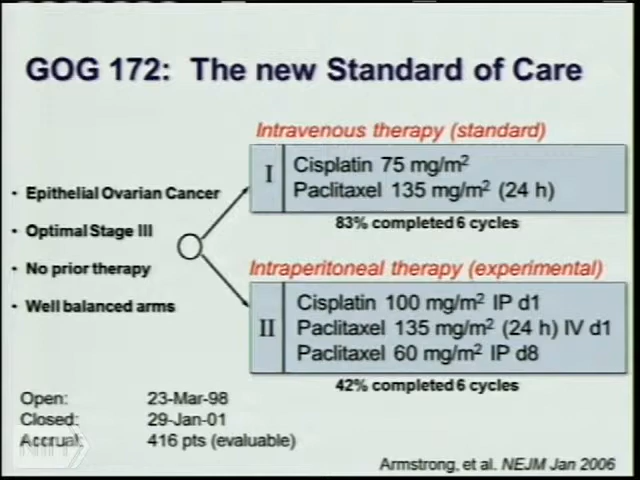 GOG 172: The new Standard of Care
• Epithelial Ovarian Cancer
• Optimal Stage III
• No prior therapy
• Well balanced arms
Intravenous therapy (standard)
I
Cisplatin 75 mg/m²
Paclitaxel 135 mg/m² (24 h)
83% completed 6 cycles
Intraperitoneal therapy (experimental)
II
Cisplatin 100 mg/m² IP d1
Paclitaxel 135 mg/m² (24 h) IV d1
Paclitaxel 60 mg/m² IP d8
42% completed 6 cycles
Open: 23-Mar-98
Closed: 29-Jan-01
Accrual: 416 pts (evaluable)
NIH
Armstrong, et al. NEJM Jan 2006